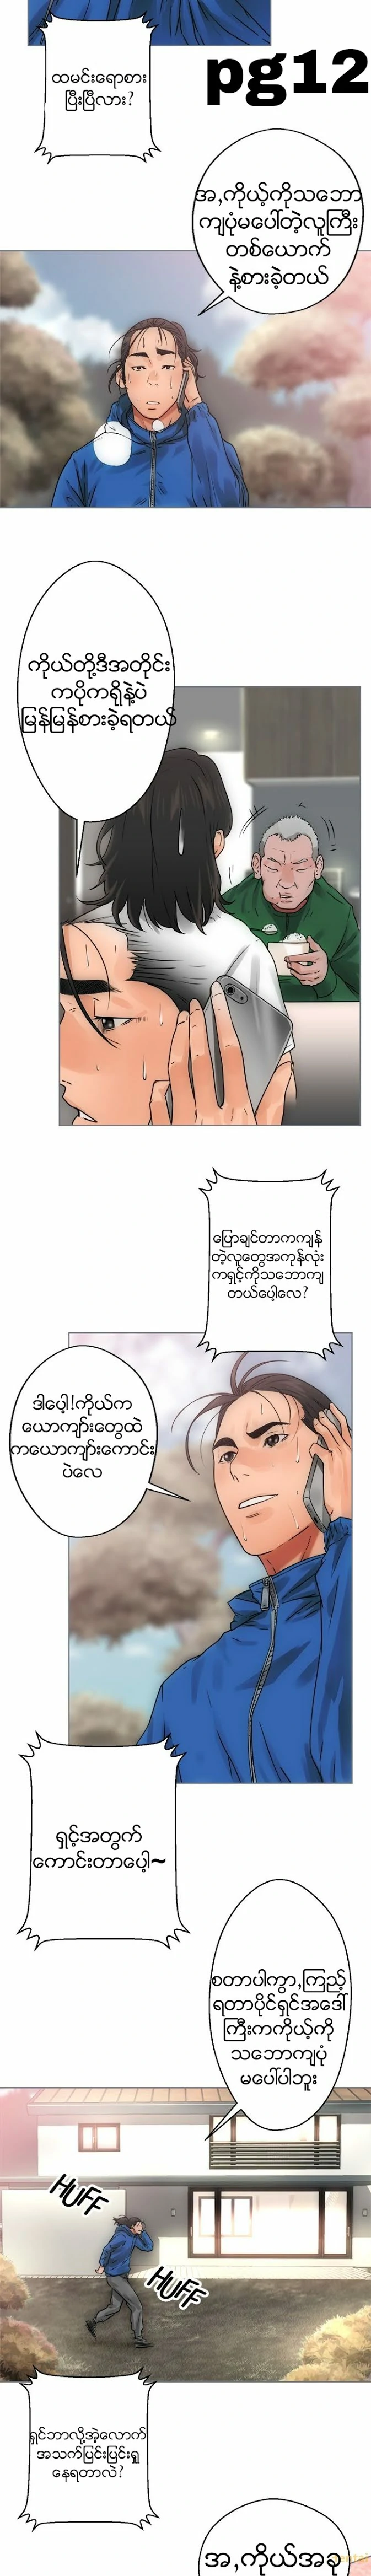 ထမင်းရောစား
ပြီးပြီလား?
pg12
အ,ကိုယ့်ကိုသဘော
ကျပုံမပေါ်တဲ့လူကြီး
တစ်ယောက်
နဲ့စားခဲ့တယ်
ကိုယ်တို့ဒီအတိုင်း
ကပိုကရိုနဲ့ပဲ
မြန်မြန်စားခဲ့ရတယ်
ပြောချင်တာကကျန်
တဲ့လူတွေအကုန်လုံး
ကရှင့်ကိုသဘောကျ
တယ်ပေါ့လေ?
ဒါပေါ့!ကိုယ်က
ယောကျာ်းတွေထဲ
ကယောကျာ်းကောင်း
ပဲလေ
ရှင့်အတွက်
ကောင်းတာပေါ့~
စတာပါကွာ,ကြည့်
ရတာပိုင်ရှင်အဒေါ်
ကြီးကကိုယ့်ကို
သဘောကျပုံ
မပေါ်ပါဘူး
HUFF
HUFF
ရှင်ဘာလို့အဲ့လောက်
အသက်ပြင်းပြင်းရှူ
နေရတာလဲ?
အ,ကိုယ်အခု